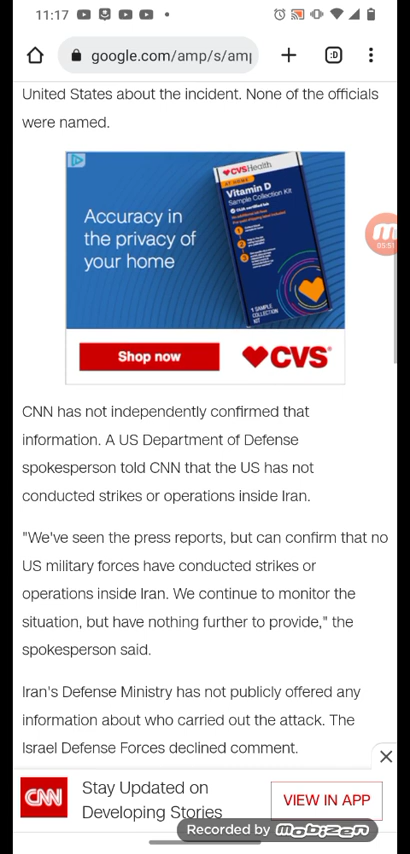 11:17
google.com/amp/s/amp
:D
United States about the incident. None of the officials
were named.
CVSHealth
AT HOME
Vitamin D
Sample Collection Kit
Accuracy in
the privacy of
your home
1 SAMPLE
COLLECTION
KIT
Shop now
CVS
05:51
CNN has not independently confirmed that
information. A US Department of Defense
spokesperson told CNN that the US has not
conducted strikes or operations inside Iran.
"We've seen the press reports, but can confirm that no
US military forces have conducted strikes or
operations inside Iran. We continue to monitor the
situation, but have nothing further to provide," the
spokesperson said.
Iran's Defense Ministry has not publicly offered any
information about who carried out the attack. The
Israel Defense Forces declined comment.
CNN
Stay Updated on
Developing Stories
VIEW IN APP
Recorded by mobizen